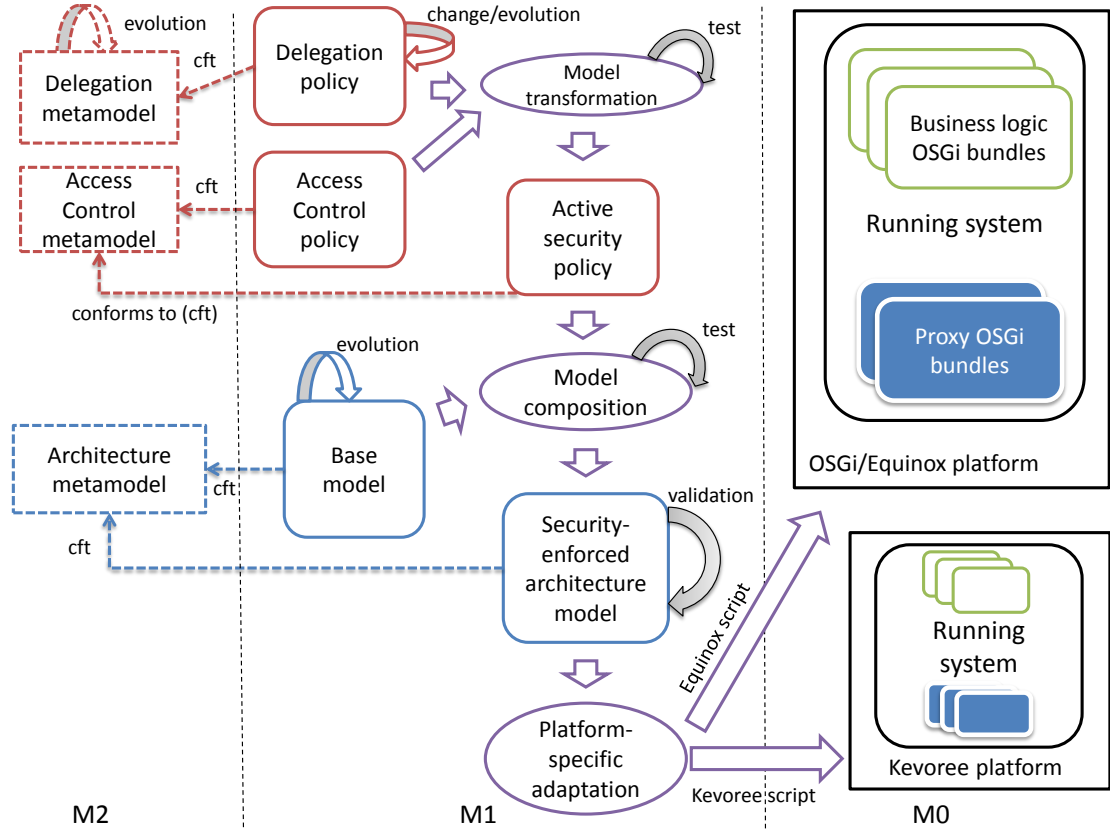 evolution
cft
Delegation
metamodel
change/evolution
Delegation
policy
test
Model
transformation
Access
Control
metamodel
cft
Access
Control
policy
Active
security
policy
conforms to (cft)
evolution
test
Model
composition
Architecture
metamodel
cft
Base
model
cft
validation
Security-
enforced
architecture
model
Equinox script
Platform-
specific
adaptation
Kevoree script
Business logic
OSGi bundles
Running system
Proxy OSGi
bundles
OSGi/Equinox platform
Running
system
Kevoree platform
M2
M1
M0